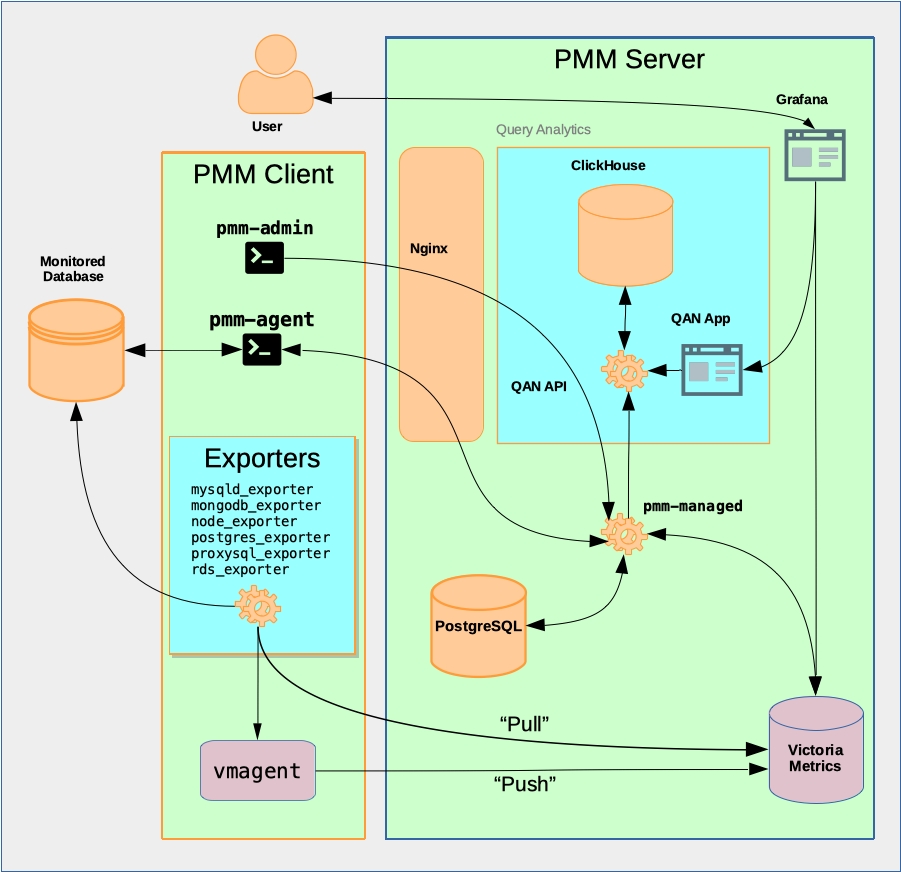 PMM Server
Grafana
User
Query Analytics
PMM Client
ClickHouse
pmm-admin
Nginx
Monitored
Database
pmm-agent
QAN App
QAN API
Exporters
mysqld_exporter
mongodb_exporter
node_exporter
postgres_exporter
proxysql_exporter
rds_exporter
pmm-managed
PostgreSQL
“Pull”
Victoria
Metrics
vmagent
“Push”